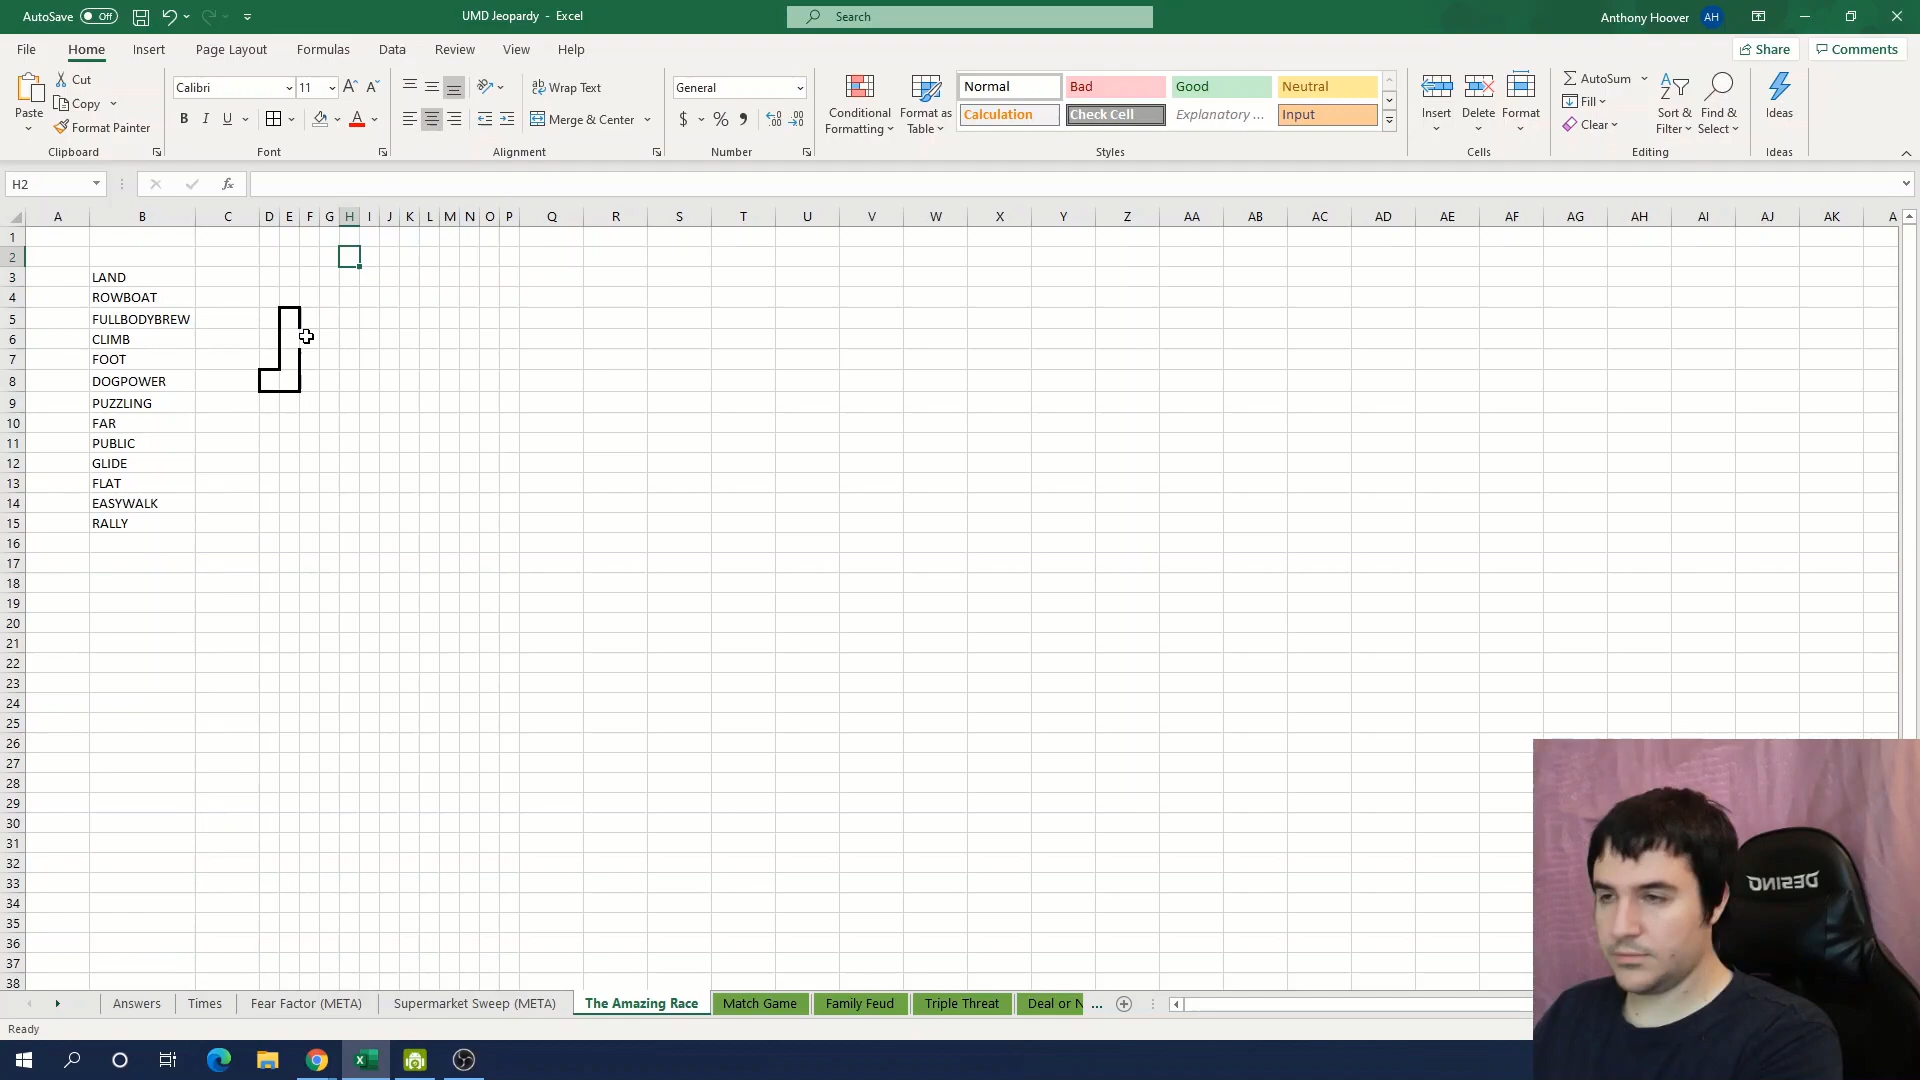 AutoSave Off
UMD Jeopardy - Excel
Search
Anthony Hoover AH
File Home Insert Page Layout Formulas Data Review View Help
Share Comments
Paste
Cut
Copy
Format Painter
Clipboard
Calibri 11 A A
B I U A
Font
Wrap Text
Merge & Center
Alignment
General
$ % 9
Number
Conditional Formatting
Format as Table
Normal Bad Good Neutral
Calculation Check Cell Explanatory ... Input
Styles
Insert Delete Format
Cells
AutoSum
Fill
Clear
Sort & Filter
Find & Select
Editing
Ideas
Ideas
H2 fx
A B C D E F G H I J K L M N O P Q R S T U V W X Y Z AA AB AC AD AE AF AG AH AI AJ AK A
1
2
3 LAND
4 ROWBOAT
5 FULLBODYBREW
6 CLIMB
7 FOOT
8 DOGPOWER
9 PUZZLING
10 FAR
11 PUBLIC
12 GLIDE
13 FLAT
14 EASYWALK
15 RALLY
16
17
18
19
20
21
22
23
24
25
26
27
28
29
30
31
32
33
34
35
36
37
38
DESINO
Answers Times Fear Factor (META) Supermarket Sweep (META) The Amazing Race Match Game Family Feud Triple Threat Deal or N ...
Ready